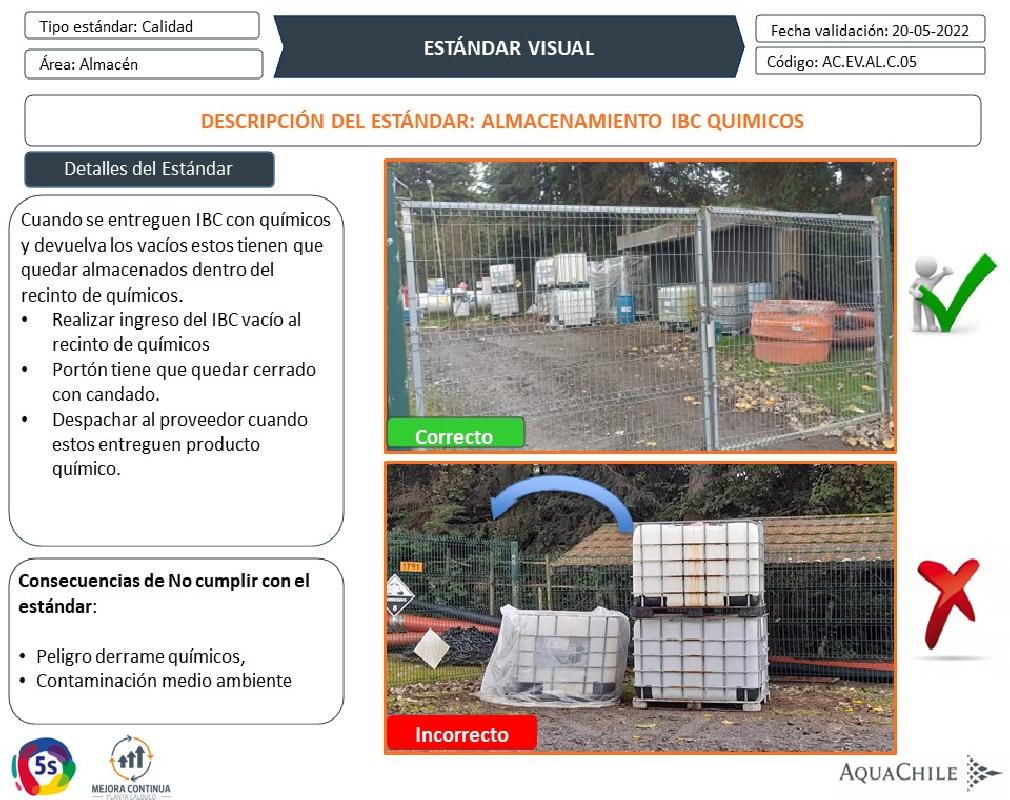 Tipo estándar: Calidad
Área: Almacén
ESTÁNDAR VISUAL
Fecha validación: 20-05-2022
Código: AC.EV.AL.C.05
DESCRIPCIÓN DEL ESTÁNDAR: ALMACENAMIENTO IBC QUIMICOS
Detalles del Estándar
Cuando se entreguen IBC con químicos
y devuelva los vacíos estos tienen que
quedar almacenados dentro del
recinto de químicos.
• Realizar ingreso del IBC vacío al
recinto de químicos
• Portón tiene que quedar cerrado
con candado.
• Despachar al proveedor cuando
estos entreguen producto
químico.
Consecuencias de No cumplir con el
estándar:
• Peligro derrame químicos,
• Contaminación medio ambiente
Correcto
1791
8
Incorrecto
5s
MEJORA CONTINUA
PLANTA CALBUCO
AQUACHILE